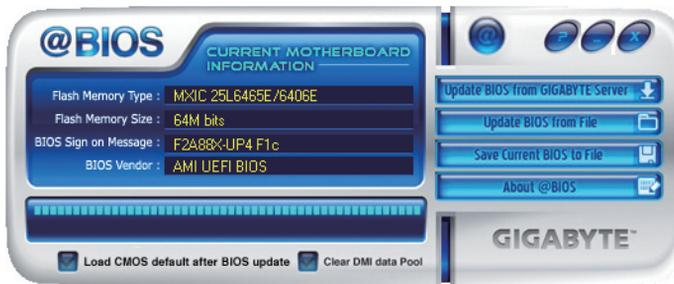 @BIOS
CURRENT MOTHERBOARD
INFORMATION
Flash Memory Type : MXIC 25L6465E/6406E
Flash Memory Size : 64M bits
BIOS Sign on Message : F2A88X-UP4 F1c
BIOS Vendor : AMI UEFI BIOS
Load CMOS default after BIOS update
Clear DMI data Pool
@
? _ X
Update BIOS from GIGABYTE Server
Update BIOS from File
Save Current BIOS to File
About @BIOS
GIGABYTE™